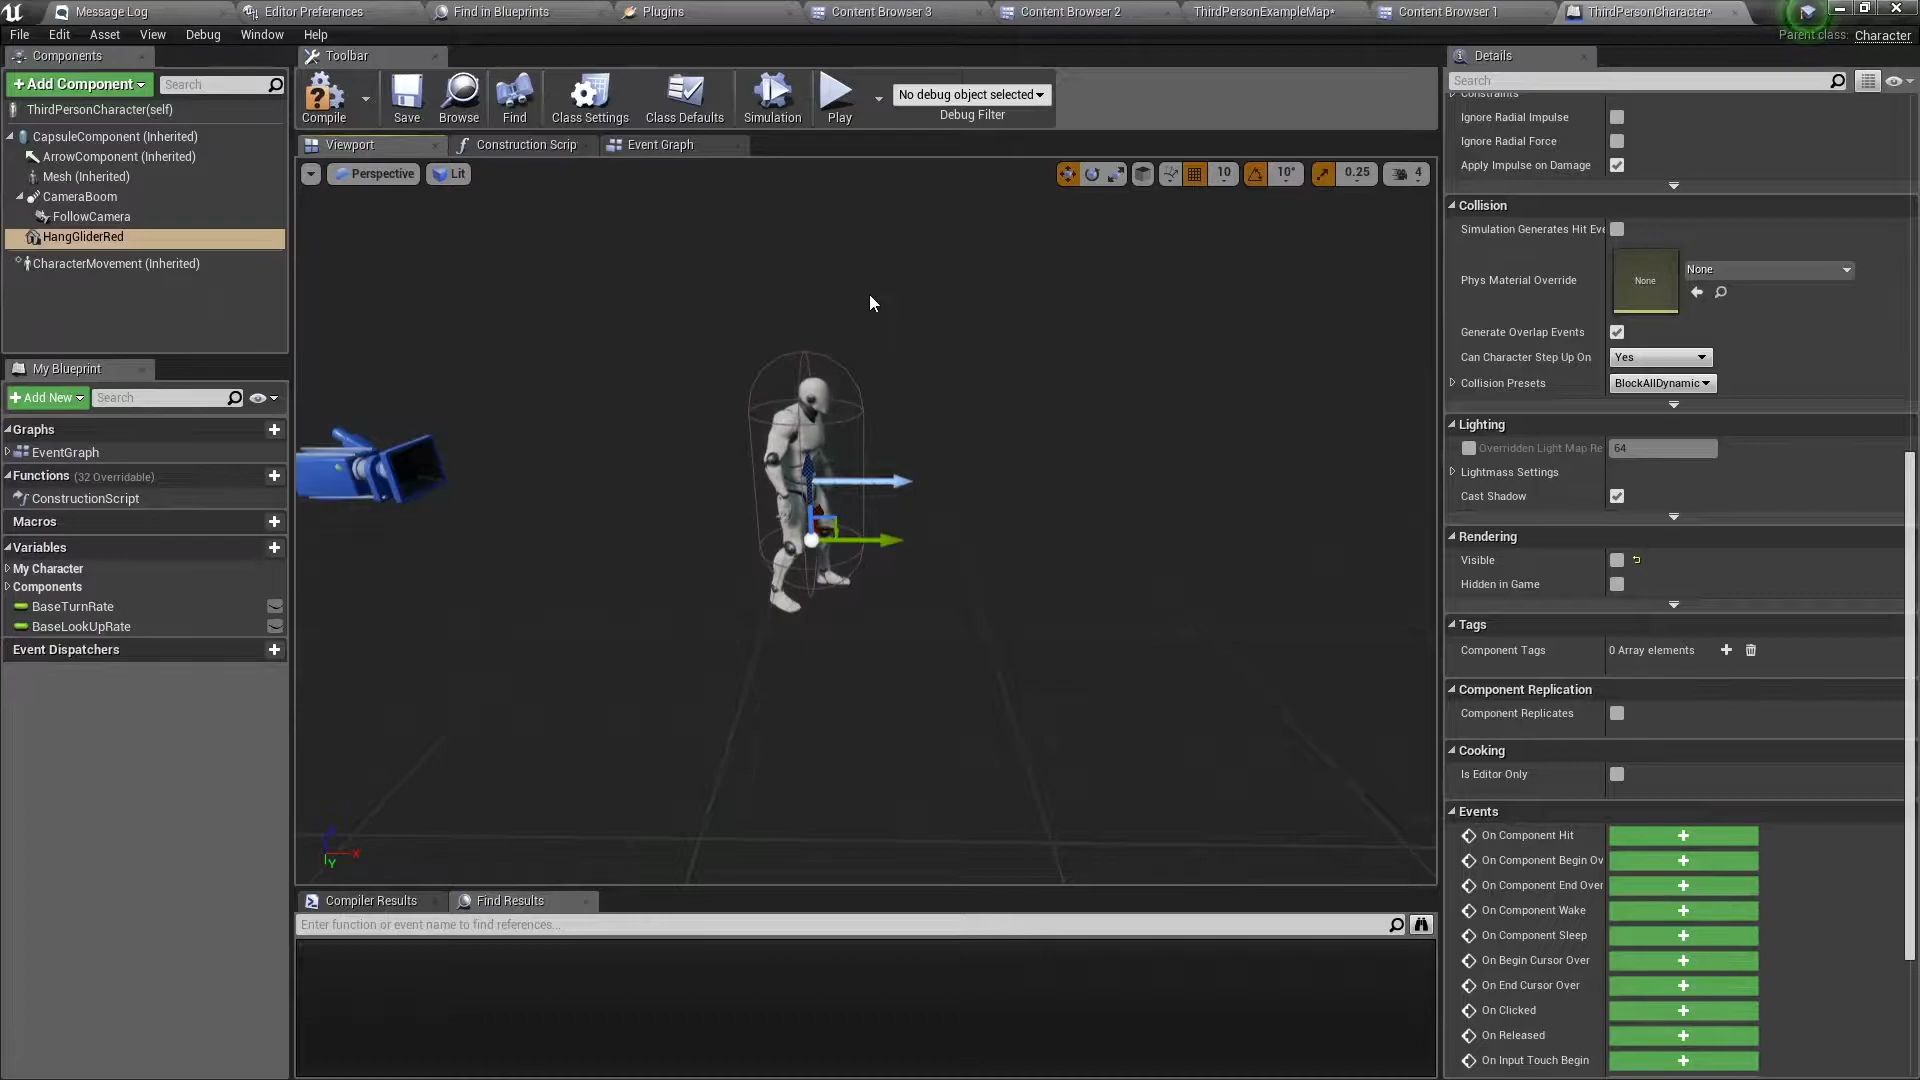 Message Log
Editor Preferences
Find in Blueprints
Plugins
Content Browser 3
Content Browser 2
ThirdPersonExampleMap*
Content Browser 1
ThirdPersonCharacter*
File Edit Asset View Debug Window Help
Parent class: Character
Components
+Add Component
Search
ThirdPersonCharacter(self)
CapsuleComponent (Inherited)
ArrowComponent (Inherited)
Mesh (Inherited)
CameraBoom
FollowCamera
HangGliderRed
CharacterMovement (Inherited)
My Blueprint
+Add New
Search
Graphs
EventGraph
Functions (32 Overridable)
ConstructionScript
Macros
Variables
My Character
Components
BaseTurnRate
BaseLookUpRate
Event Dispatchers
Toolbar
Compile
Save
Browse
Find
Class Settings
Class Defaults
Simulation
Play
No debug object selected
Debug Filter
Viewport
Construction Scrip
Event Graph
Perspective
Lit
10
10°
0.25
4
Z
X
Y
Compiler Results
Find Results
Enter function or event name to find references...
Details
Search
Constraints
Ignore Radial Impulse
Ignore Radial Force
Apply Impulse on Damage
Collision
Simulation Generates Hit Eve
Phys Material Override
None
None
Generate Overlap Events
Can Character Step Up On
Yes
Collision Presets
BlockAllDynamic
Lighting
Overridden Light Map Re
64
Lightmass Settings
Cast Shadow
Rendering
Visible
Hidden in Game
Tags
Component Tags
0 Array elements
Component Replication
Component Replicates
Cooking
Is Editor Only
Events
On Component Hit
On Component Begin Ov
On Component End Over
On Component Wake
On Component Sleep
On Begin Cursor Over
On End Cursor Over
On Clicked
On Released
On Input Touch Begin